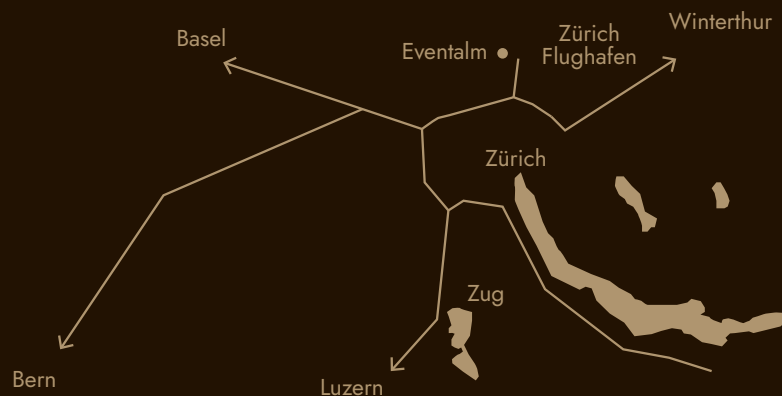 Winterthur
Basel
Zürich
Flughafen
Eventalm
Zürich
Zug
Bern
Luzern